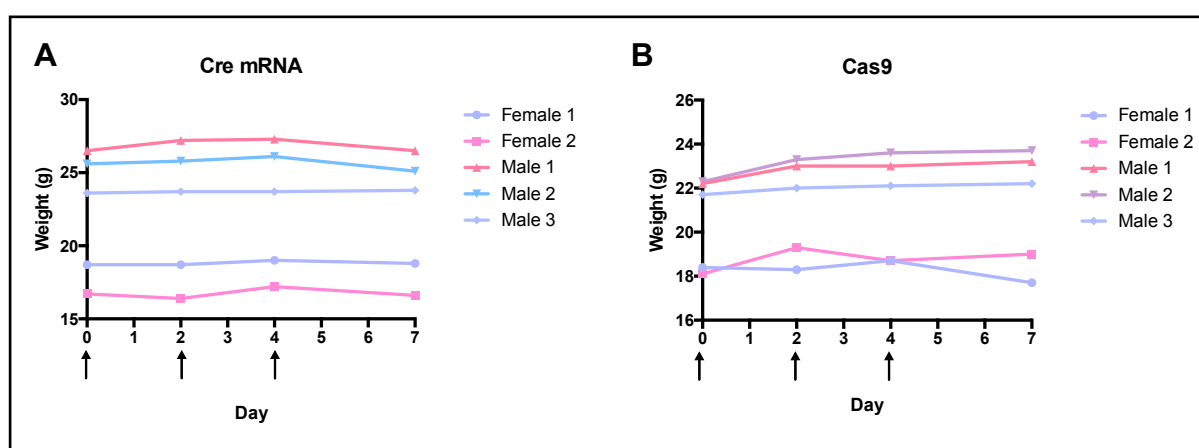 A
Cre mRNA
30
25
20
15
Weight (g)
0 1 2 3 4 5 6 7
Day
Female 1
Female 2
Male 1
Male 2
Male 3
B
Cas9
26
24
22
20
18
16
Weight (g)
0 1 2 3 4 5 6 7
Day
Female 1
Female 2
Male 1
Male 2
Male 3